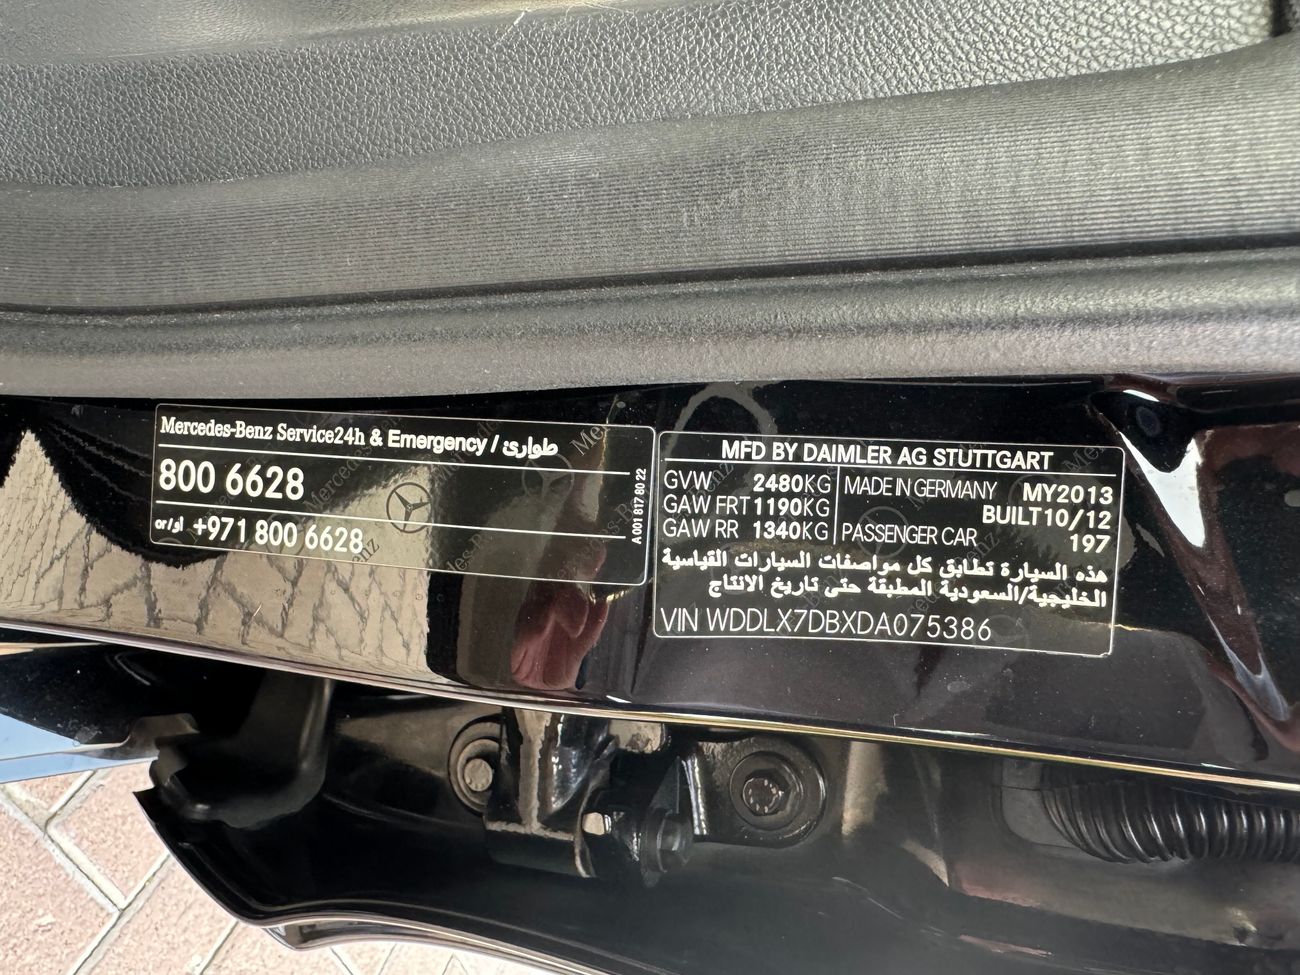 Mercedes-Benz Service24h & Emergency / طوارئ
800 6628
or/أو +971 800 6628
A 001 817 80 22
MFD BY DAIMLER AG STUTTGART
GVW 2480KG MADE IN GERMANY MY2013
GAW FRT 1190KG BUILT10/12
GAW RR 1340KG PASSENGER CAR 197
هذه السيارة تطابق كل مواصفات السيارات القياسية
الخليجية/السعودية المطبقة حتى تاريخ الانتاج
VIN WDDLX7DBXDA075386